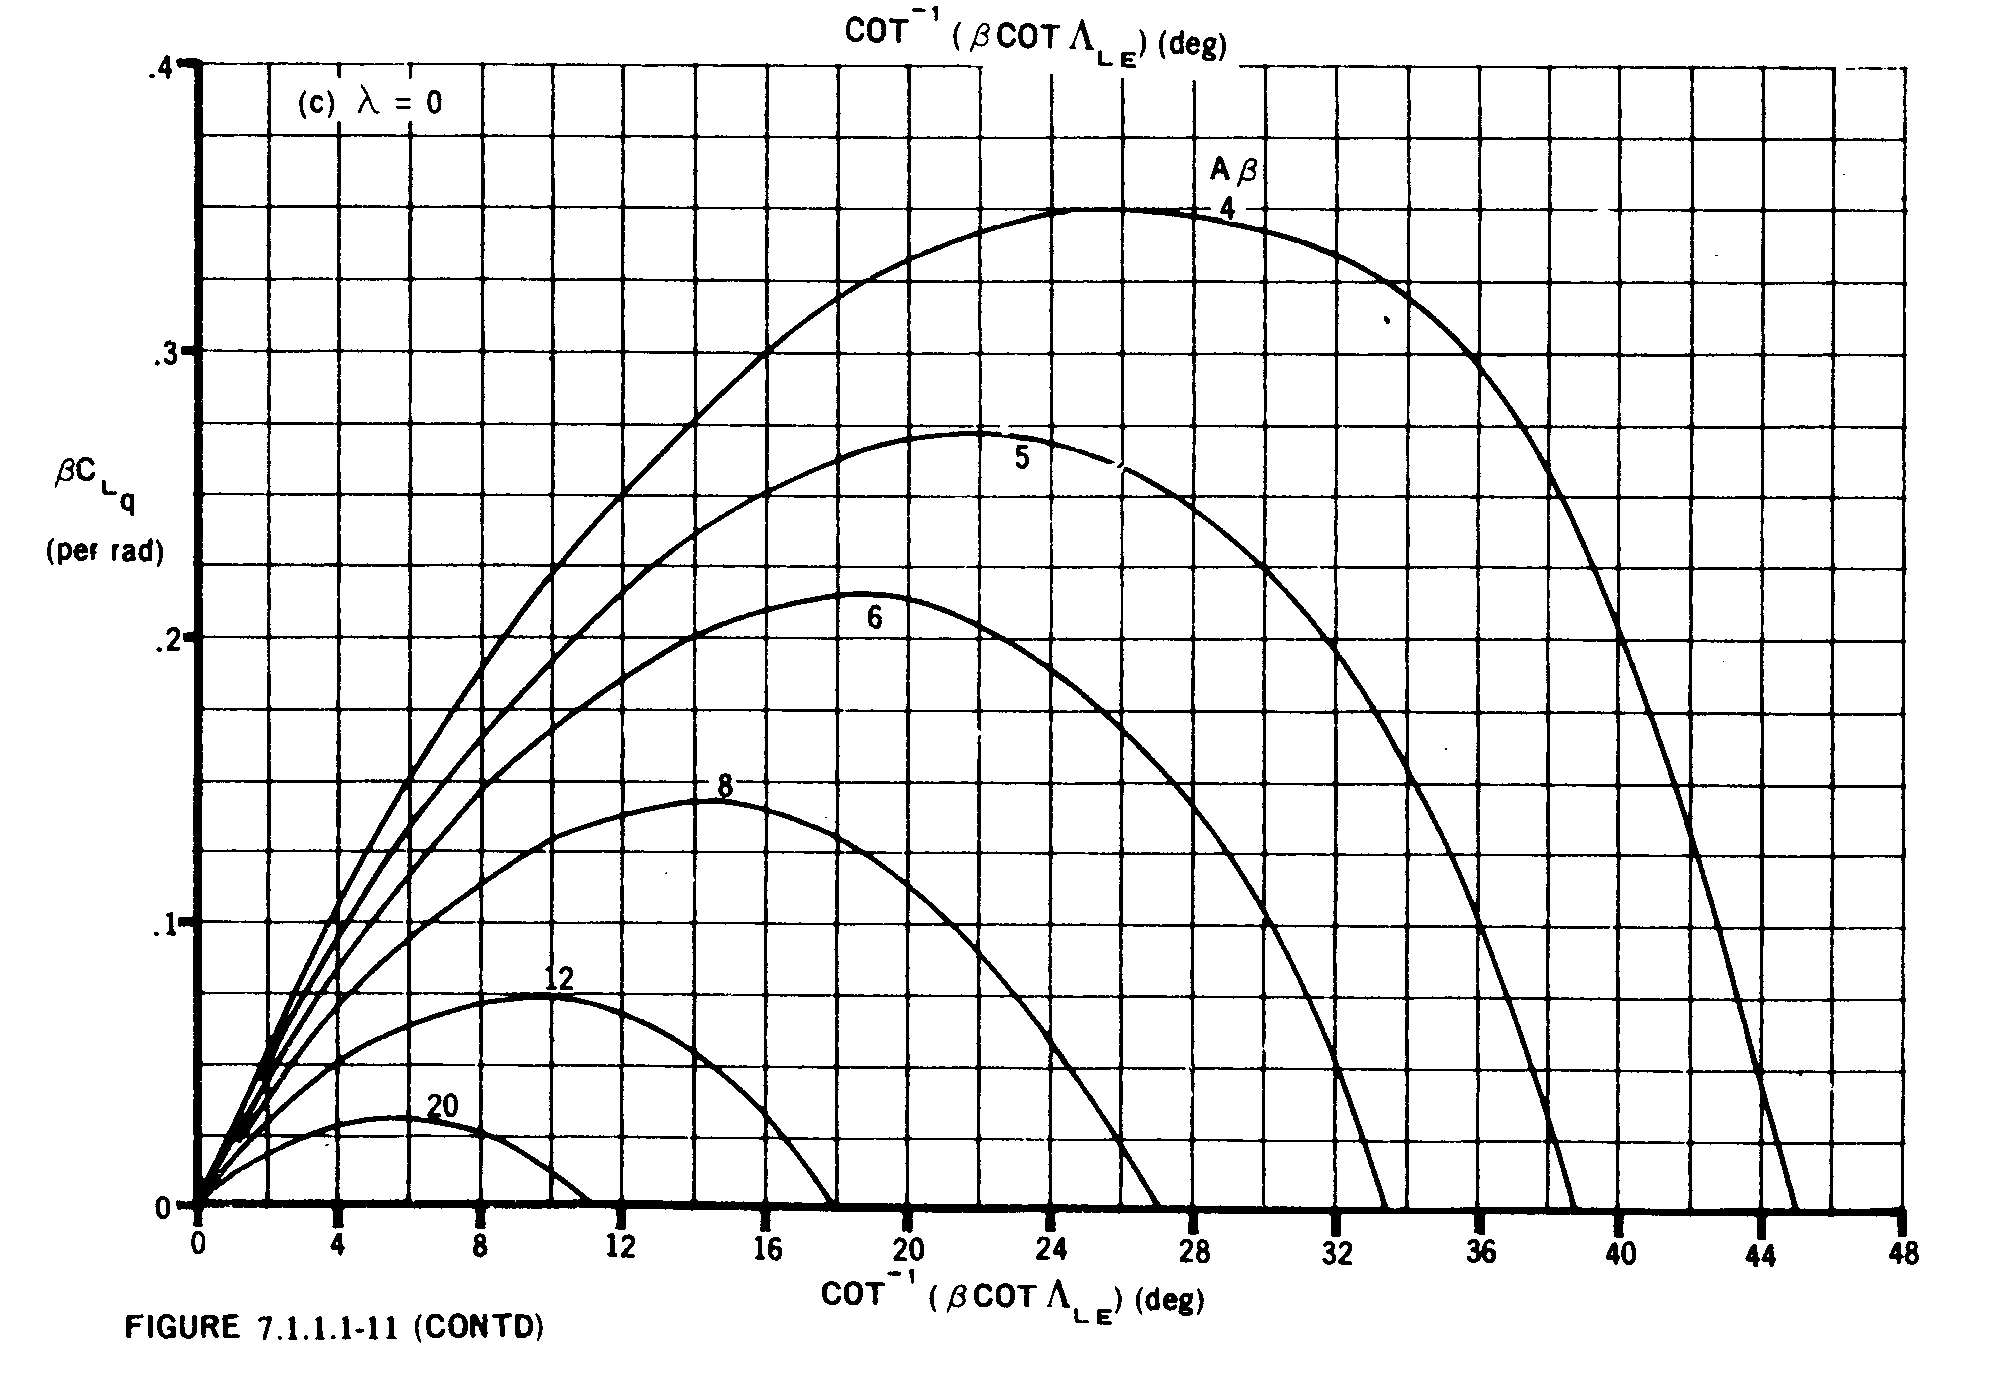 COT⁻¹ (βCOT Λ_LE) (deg)
.4
(c) λ = 0
Aβ
4
.3
5
βC_Lq
(per rad)
6
.2
8
.1
12
20
0
0 4 8 12 16 20 24 28 32 36 40 44 48
COT⁻¹ (βCOT Λ_LE) (deg)
FIGURE 7.1.1.1-11 (CONTD)